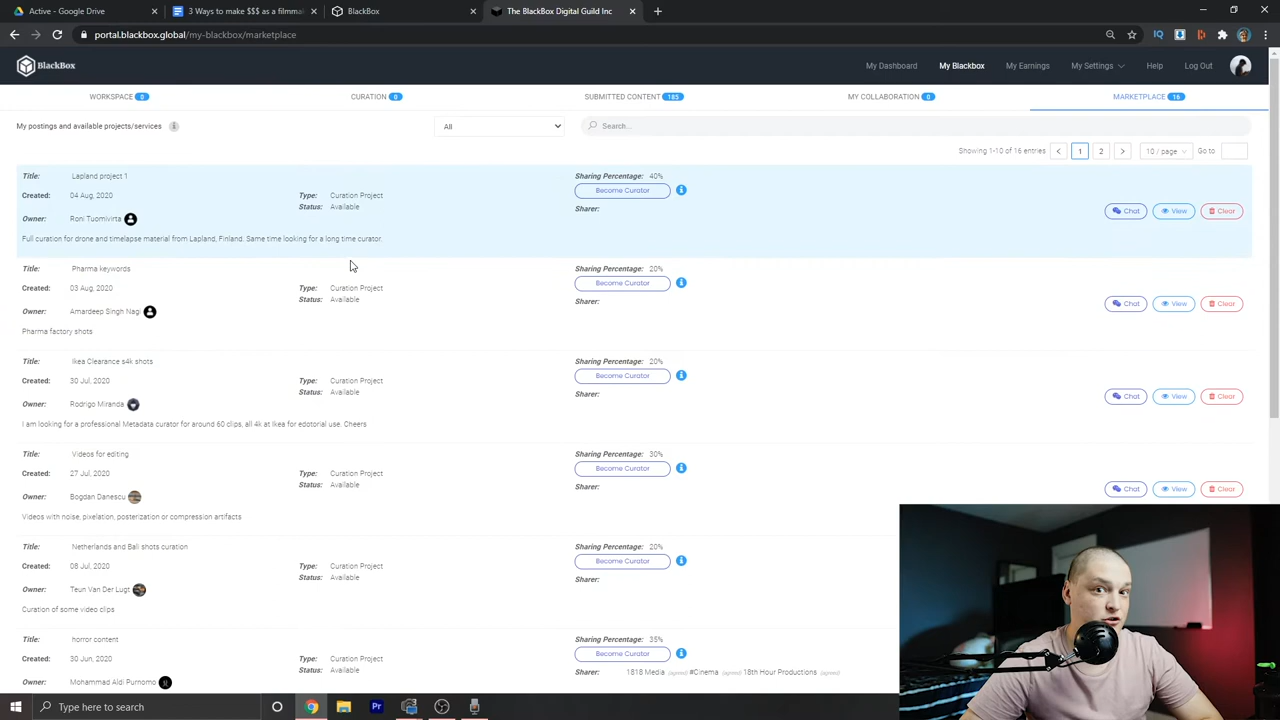 Active - Google Drive
3 Ways to make $$$ as a filmma
BlackBox
The BlackBox Digital Guild Inc
portal.blackbox.global/my-blackbox/marketplace
BlackBox
My Dashboard
My Blackbox
My Earnings
My Settings
Help
Log Out
WORKSPACE 0
CURATION 0
SUBMITTED CONTENT 185
MY COLLABORATION 0
MARKETPLACE 16
My postings and available projects/services
All
Search...
Showing 1-10 of 16 entries
1
2
10 / page
Go to
Title: Lapland project 1
Sharing Percentage: 40%
Created: 04 Aug, 2020
Type: Curation Project
Become Curator
Status: Available
Sharer:
Chat
View
Clear
Owner: Roni Tuomivirta
Full curation for drone and timelapse material from Lapland, Finland. Same time looking for a long time curator.
Title: Pharma keywords
Sharing Percentage: 20%
Created: 03 Aug, 2020
Type: Curation Project
Become Curator
Status: Available
Sharer:
Chat
View
Clear
Owner: Amardeep Singh Nagi
Pharma factory shots
Title: Ikea Clearance s4k shots
Sharing Percentage: 20%
Created: 30 Jul, 2020
Type: Curation Project
Become Curator
Status: Available
Sharer:
Chat
View
Clear
Owner: Rodrigo Miranda
I am looking for a professional Metadata curator for around 60 clips, all 4k at Ikea for edotorial use. Cheers
Title: Videos for editing
Sharing Percentage: 30%
Created: 27 Jul, 2020
Type: Curation Project
Become Curator
Status: Available
Sharer:
Chat
View
Clear
Owner: Bogdan Danescu
Videos with noise, pixelation, posterization or compression artifacts
Title: Netherlands and Bali shots curation
Sharing Percentage: 20%
Created: 08 Jul, 2020
Type: Curation Project
Become Curator
Status: Available
Sharer:
Owner: Teun Van Der Lugt
Curation of some video clips
Title: horror content
Sharing Percentage: 35%
Created: 30 Jun, 2020
Type: Curation Project
Become Curator
Status: Available
Sharer: 1818 Media (agreed) #Cinema (agreed) 18th Hour Productions (agreed)
Owner: Mohammad Aldi Purnomo
Type here to search